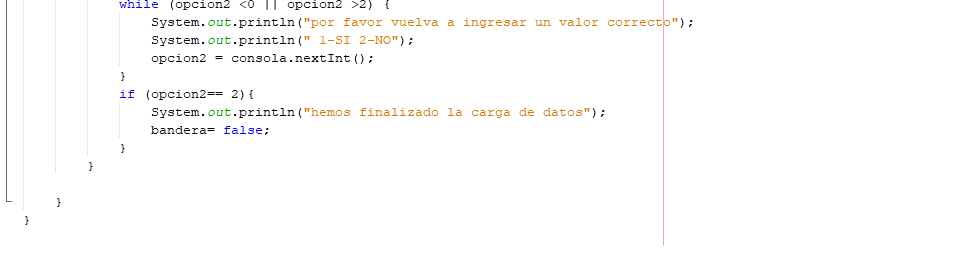 while (opcion2 <0 || opcion2 >2) {
System.out.println("por favor vuelva a ingresar un valor correcto");
System.out.println(" 1-SI 2-NO");
opcion2 = consola.nextInt();
}
if (opcion2== 2){
System.out.println("hemos finalizado la carga de datos");
bandera= false;
}
}
}
}